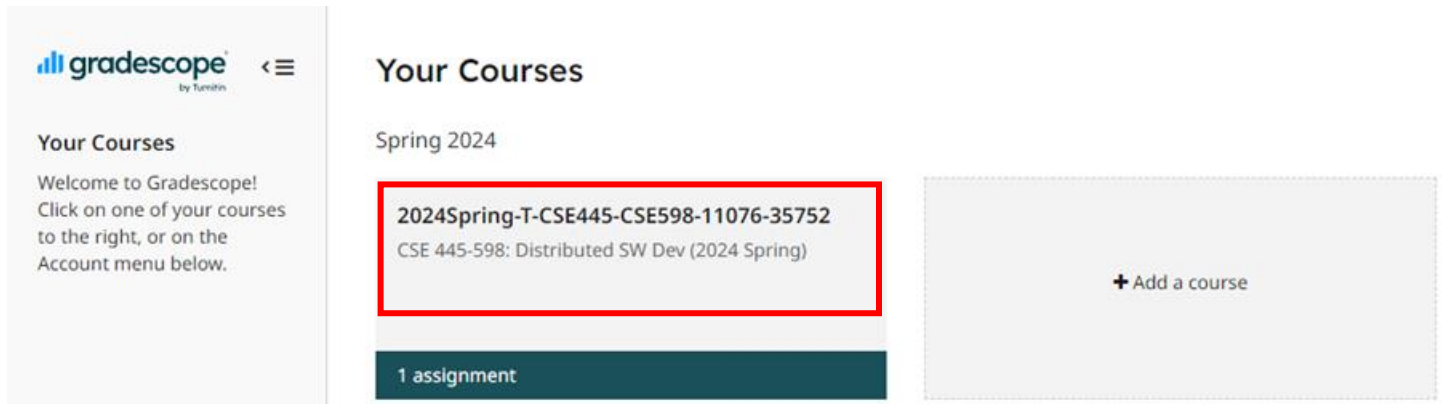 gradescope
by Turnitin
Your Courses
Welcome to Gradescope!
Click on one of your courses
to the right, or on the
Account menu below.
Your Courses
Spring 2024
2024Spring-T-CSE445-CSE598-11076-35752
CSE 445-598: Distributed SW Dev (2024 Spring)
1 assignment
+ Add a course